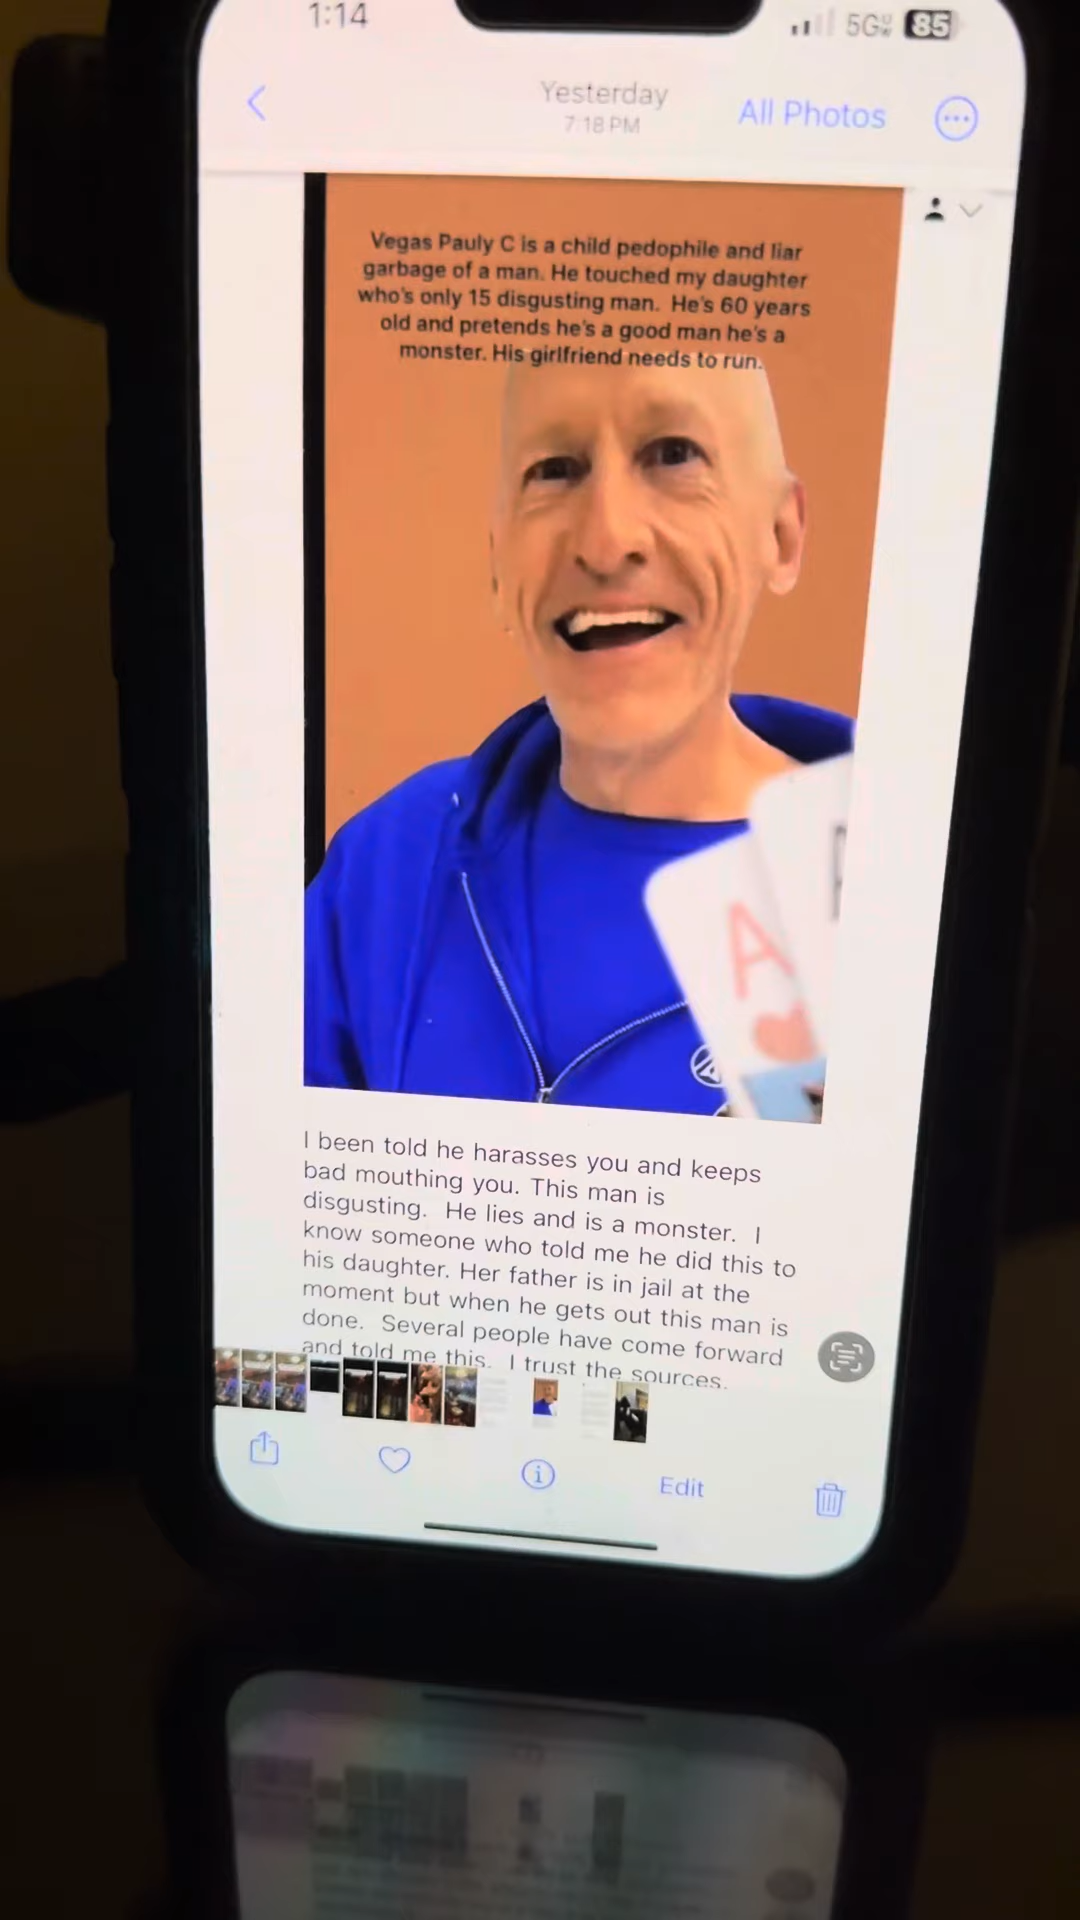 1:14
5G 85
Yesterday
7:18 PM
All Photos
Vegas Pauly C is a child pedophile and liar
garbage of a man. He touched my daughter
who's only 15 disgusting man.  He's 60 years
old and pretends he's a good man he's a
monster. His girlfriend needs to run.
A
I been told he harasses you and keeps
bad mouthing you. This man is
disgusting.  He lies and is a monster.  I
know someone who told me he did this to
his daughter. Her father is in jail at the
moment but when he gets out this man is
done.  Several people have come forward
and told me this.  I trust the sources.
Edit